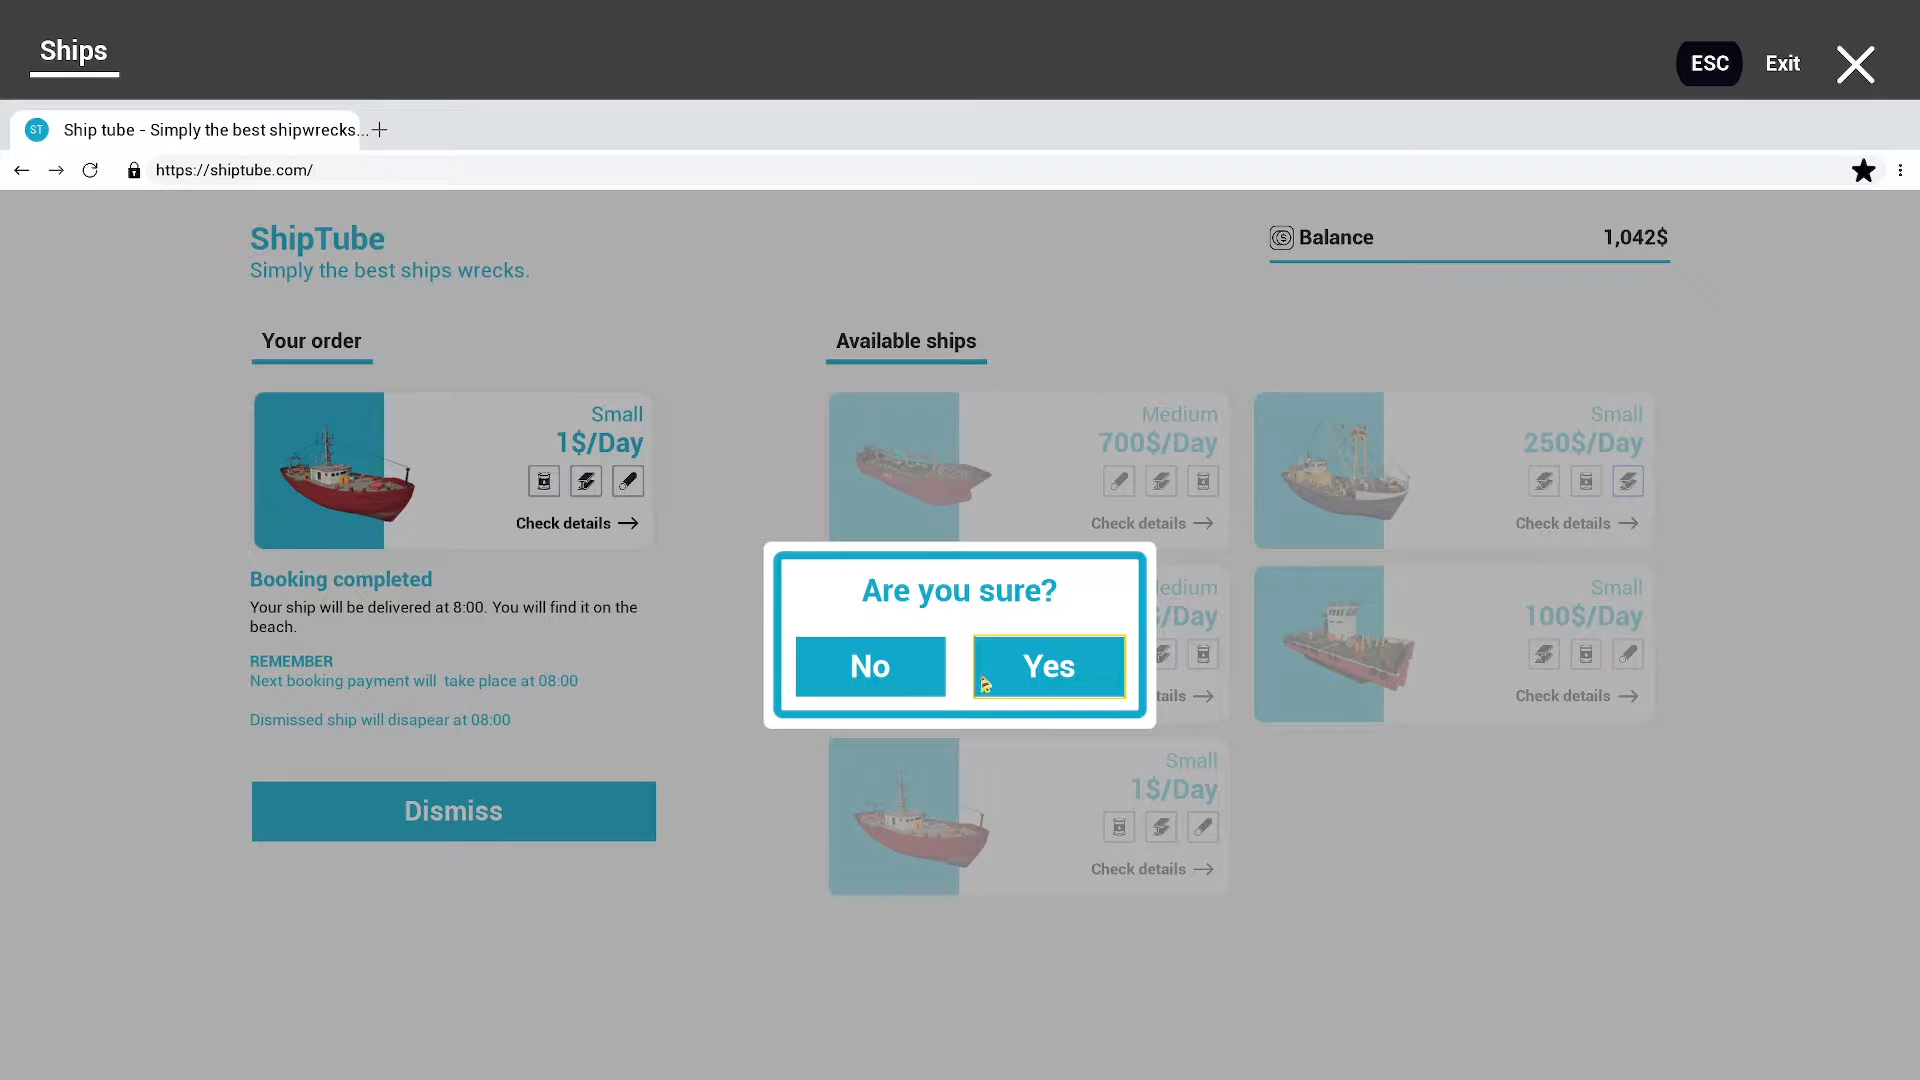 Ships
ESC Exit
ST Ship tube - Simply the best shipwrecks...
https://shiptube.com/
ShipTube
Simply the best ships wrecks.
Balance 1,042$
Your order
Available ships
Small
1$/Day
Check details
Medium
700$/Day
Check details
Small
250$/Day
Check details
Booking completed
Your ship will be delivered at 8:00. You will find it on the
beach.
REMEMBER
Next booking payment will take place at 08:00
Dismissed ship will disapear at 08:00
Dismiss
Are you sure?
No
Yes
$/Day
Small
100$/Day
Check details
Small
1$/Day
Check details